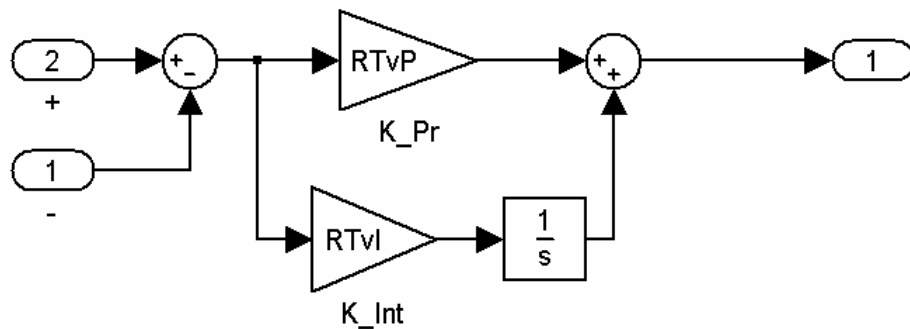 2
+
1
-
+
-
RTvP
K_Pr
RTvI
K_Int
1
s
+
+
1